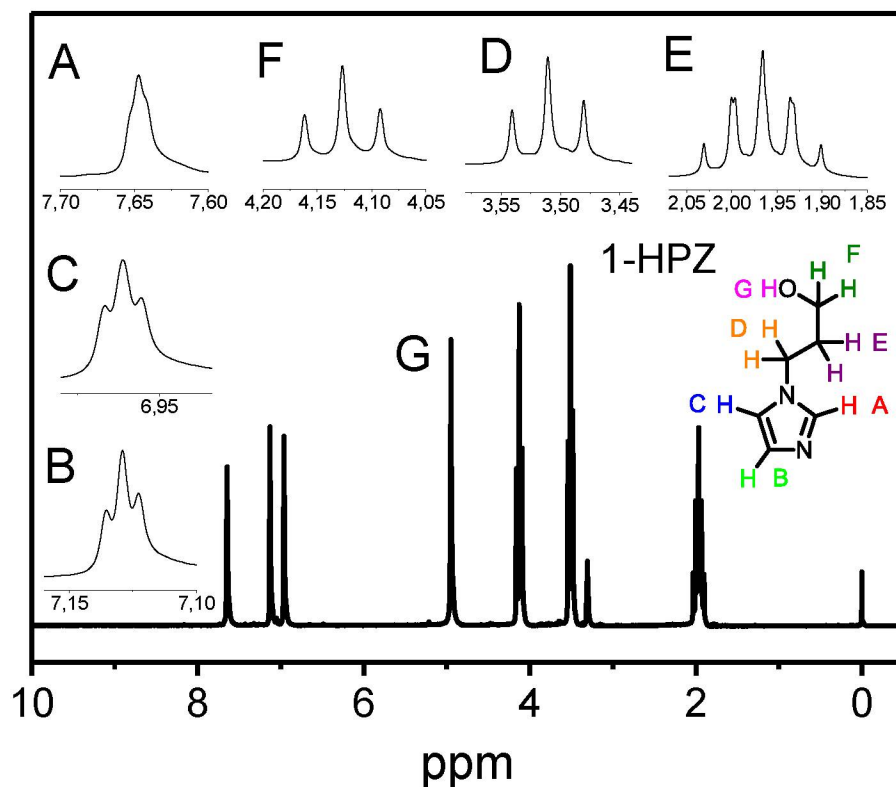 A
F
D
E
7,70
7,65
7,60
4,20
4,15
4,10
4,05
3,55
3,50
3,45
2,05
2,00
1,95
1,90
1,85
C
6,95
B
7,15
7,10
G
1-HPZ
F
H
G HO
H
D H
H E
H
H
N
C H
H A
N
H B
10
8
6
4
2
0
ppm